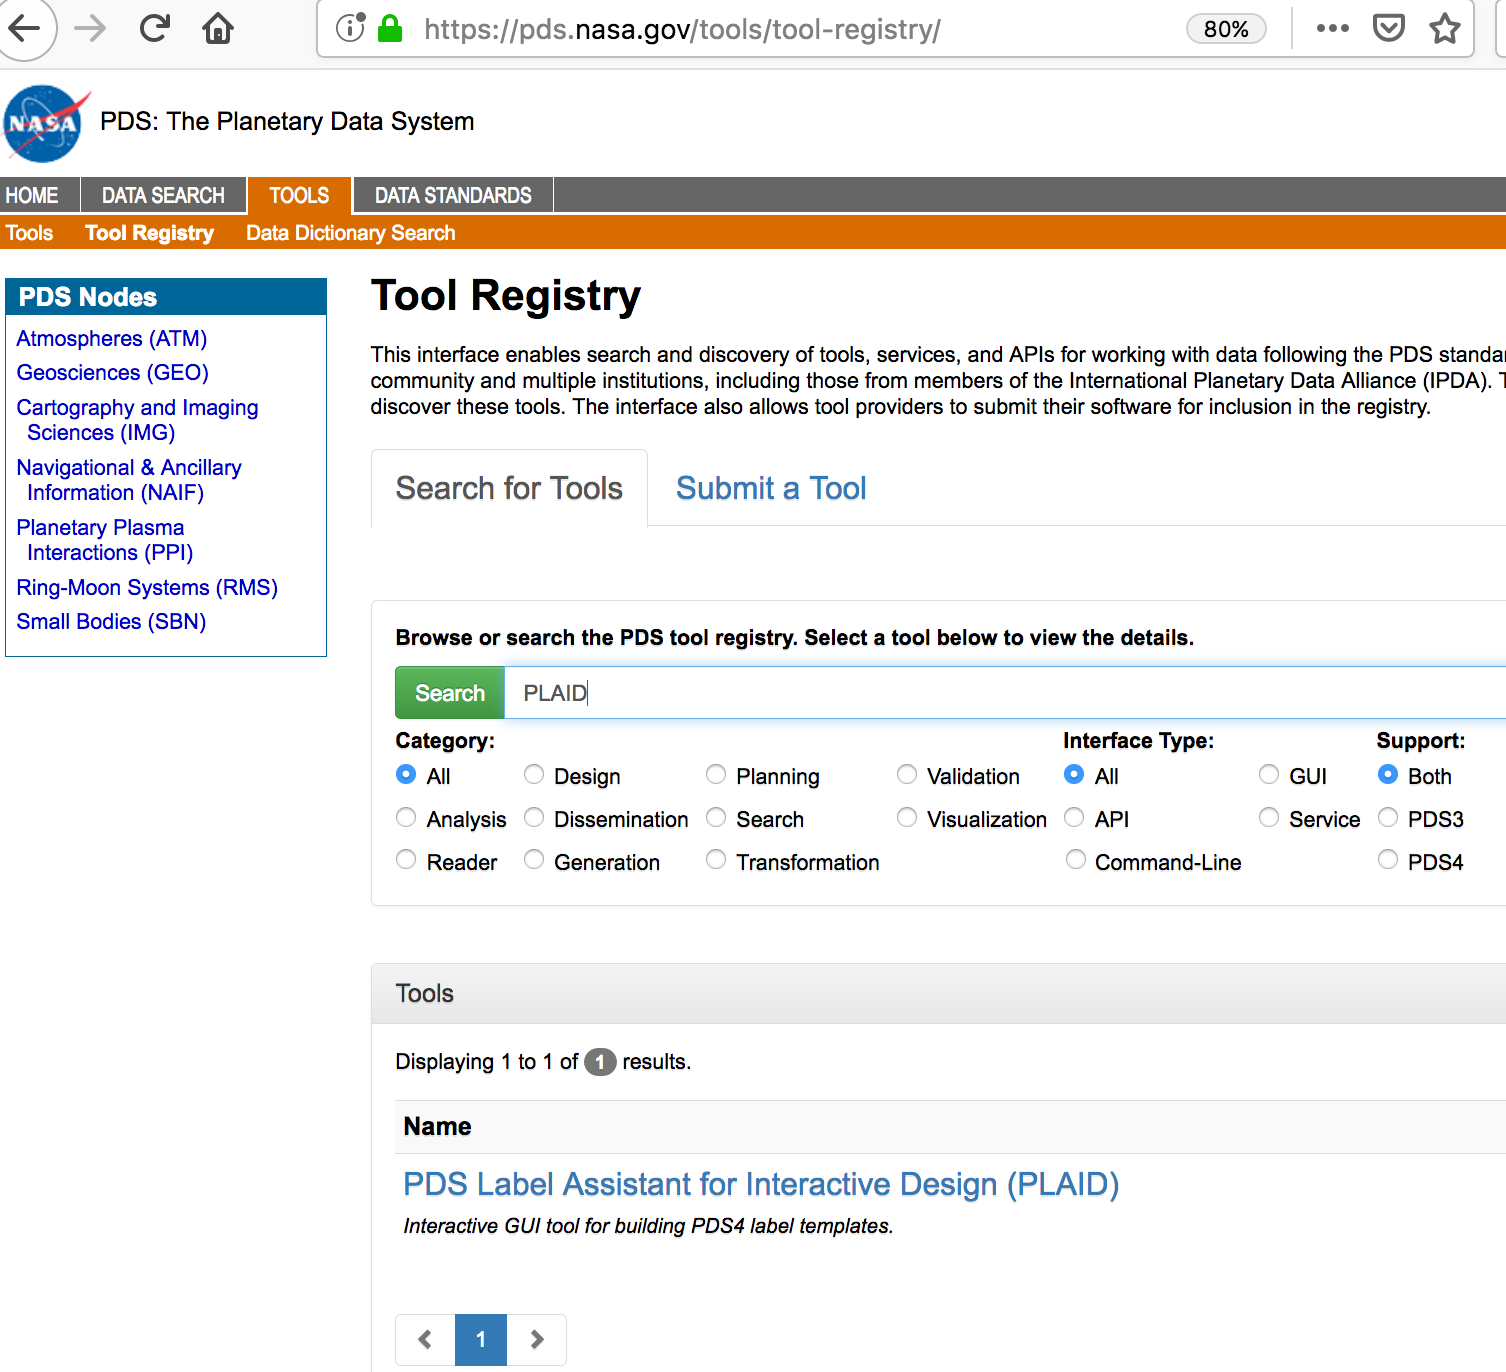 https://pds.nasa.gov/tools/tool-registry/
80%
NASA
PDS: The Planetary Data System
HOME
DATA SEARCH
TOOLS
DATA STANDARDS
Tools
Tool Registry
Data Dictionary Search
PDS Nodes
Atmospheres (ATM)
Geosciences (GEO)
Cartography and Imaging
Sciences (IMG)
Navigational & Ancillary
Information (NAIF)
Planetary Plasma
Interactions (PPI)
Ring-Moon Systems (RMS)
Small Bodies (SBN)
Tool Registry
This interface enables search and discovery of tools, services, and APIs for working with data following the PDS standar
community and multiple institutions, including those from members of the International Planetary Data Alliance (IPDA). T
discover these tools. The interface also allows tool providers to submit their software for inclusion in the registry.
Search for Tools
Submit a Tool
Browse or search the PDS tool registry. Select a tool below to view the details.
Search
PLAID
Category:
All
Design
Planning
Validation
Analysis
Dissemination
Search
Visualization
Reader
Generation
Transformation
Interface Type:
All
GUI
API
Service
Command-Line
Support:
Both
PDS3
PDS4
Tools
Displaying 1 to 1 of 1 results.
Name
PDS Label Assistant for Interactive Design (PLAID)
Interactive GUI tool for building PDS4 label templates.
1